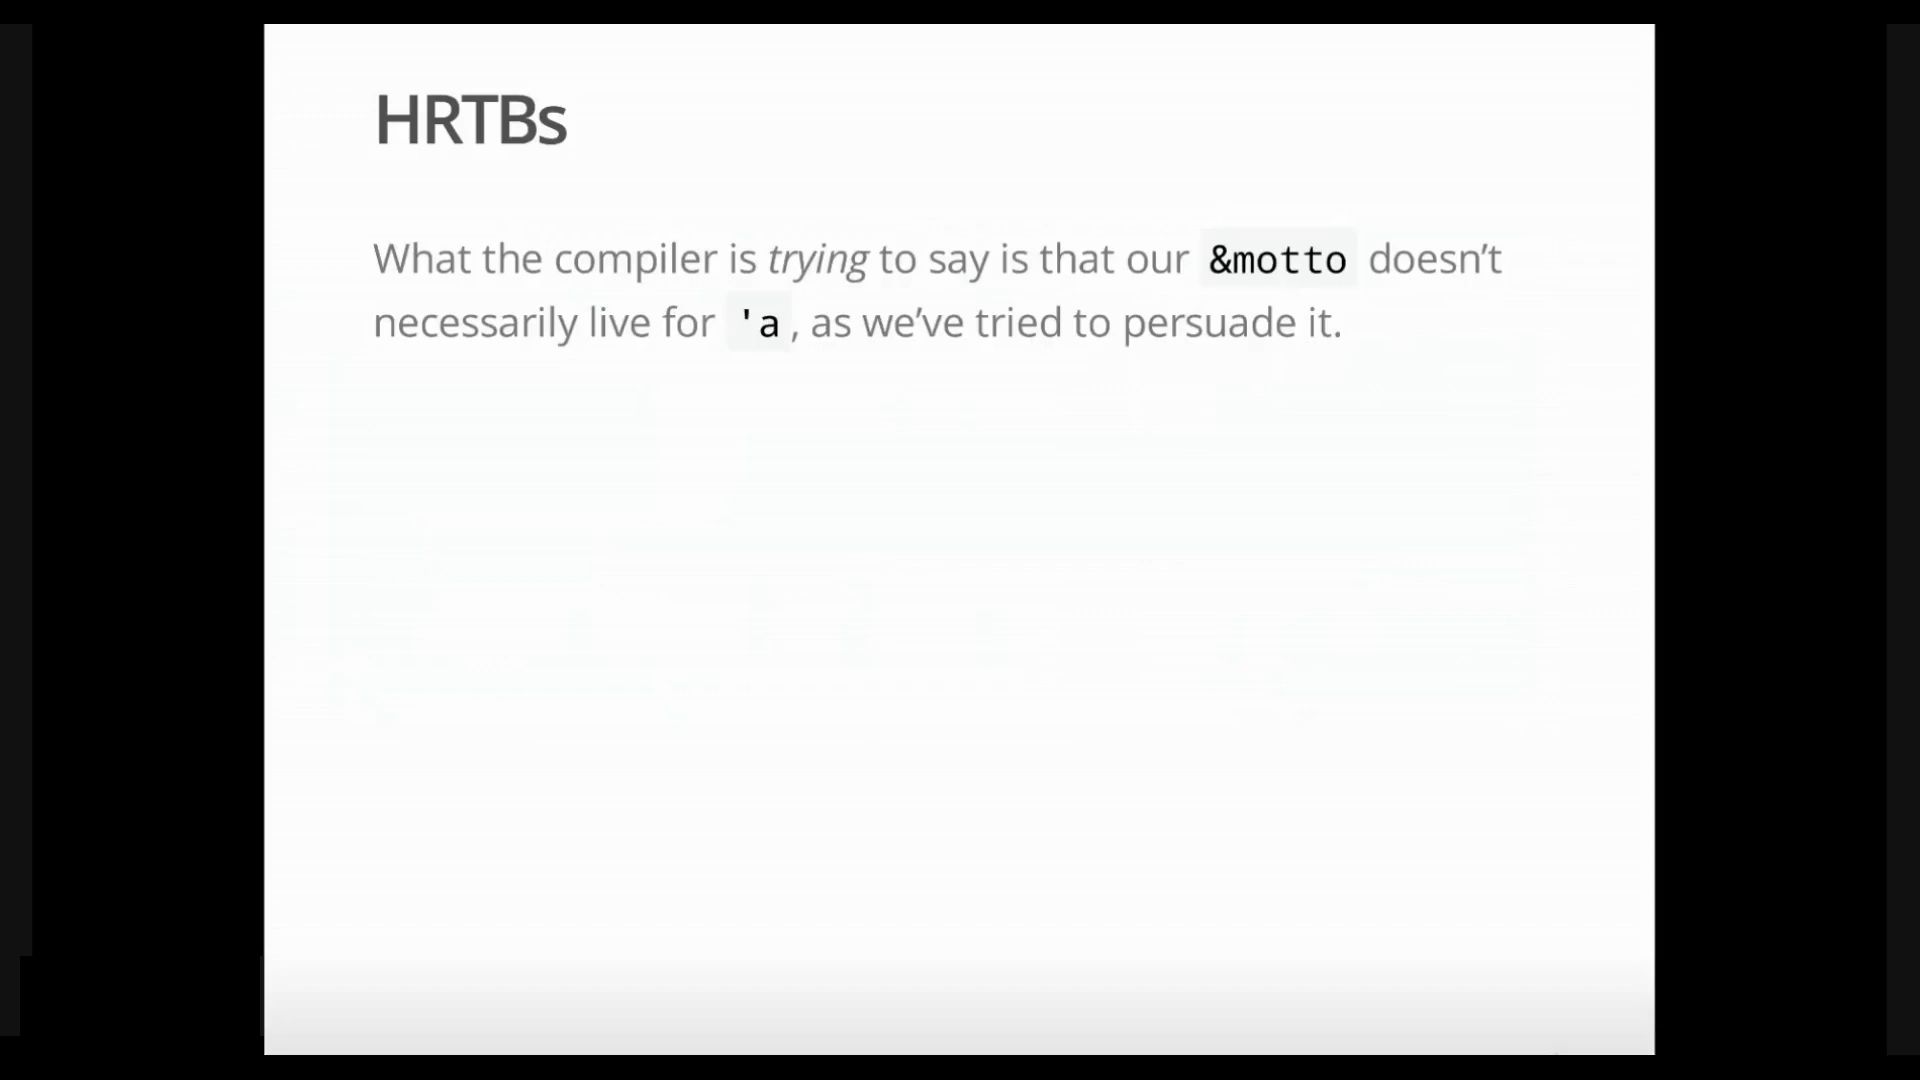 HRTBs
What the compiler is trying to say is that our &motto doesn’t
necessarily live for 'a, as we’ve tried to persuade it.